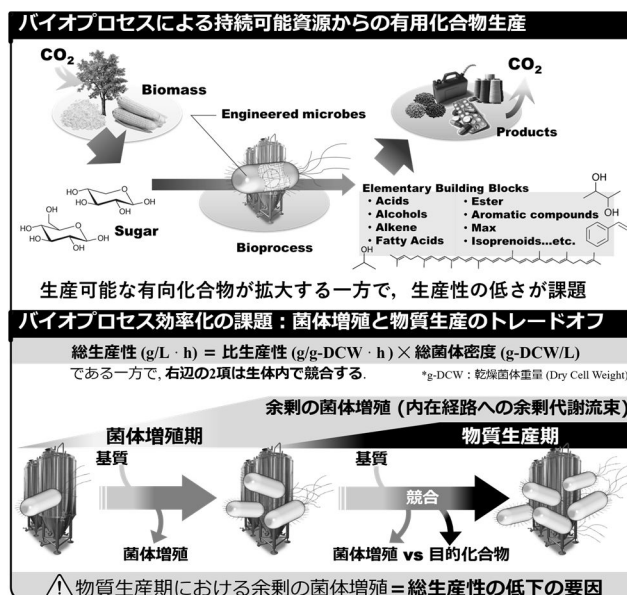 バイオプロセスによる持続可能資源からの有用化合物生産
CO2
Biomass
Engineered microbes
CO2
Products
Sugar
Bioprocess
Elementary Building Blocks
・Acids
・Alcohols
・Alkene
・Fatty Acids
・Ester
・Aromatic compounds
・Max
・Isoprenoids...etc.
HO
O
HO
OH
OH
OH
HO
O
HO
OH
OH
OH
OH
OH
OH
OH
生産可能な有向化合物が拡大する一方で，生産性の低さが課題
バイオプロセス効率化の課題：菌体増殖と物質生産のトレードオフ
総生産性 (g/L · h) = 比生産性 (g/g-DCW · h) × 総菌体密度 (g-DCW/L)
である一方で, 右辺の2項は生体内で競合する.
*g-DCW：乾燥菌体重量 (Dry Cell Weight)
余剰の菌体増殖 (内在経路への余剰代謝流束)
菌体増殖期
物質生産期
基質
基質
競合
菌体増殖
菌体増殖 vs 目的化合物
物質生産期における余剰の菌体増殖＝総生産性の低下の要因